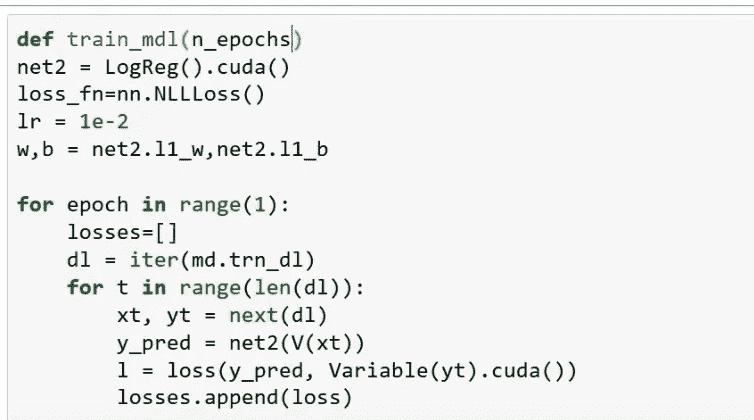 def train_mdl(n_epochs)
net2 = LogReg().cuda()
loss_fn=nn.NLLLoss()
lr = 1e-2
w,b = net2.l1_w,net2.l1_b

for epoch in range(1):
    losses=[]
    dl = iter(md.trn_dl)
    for t in range(len(dl)):
        xt, yt = next(dl)
        y_pred = net2(V(xt))
        l = loss(y_pred, Variable(yt).cuda())
        losses.append(loss)